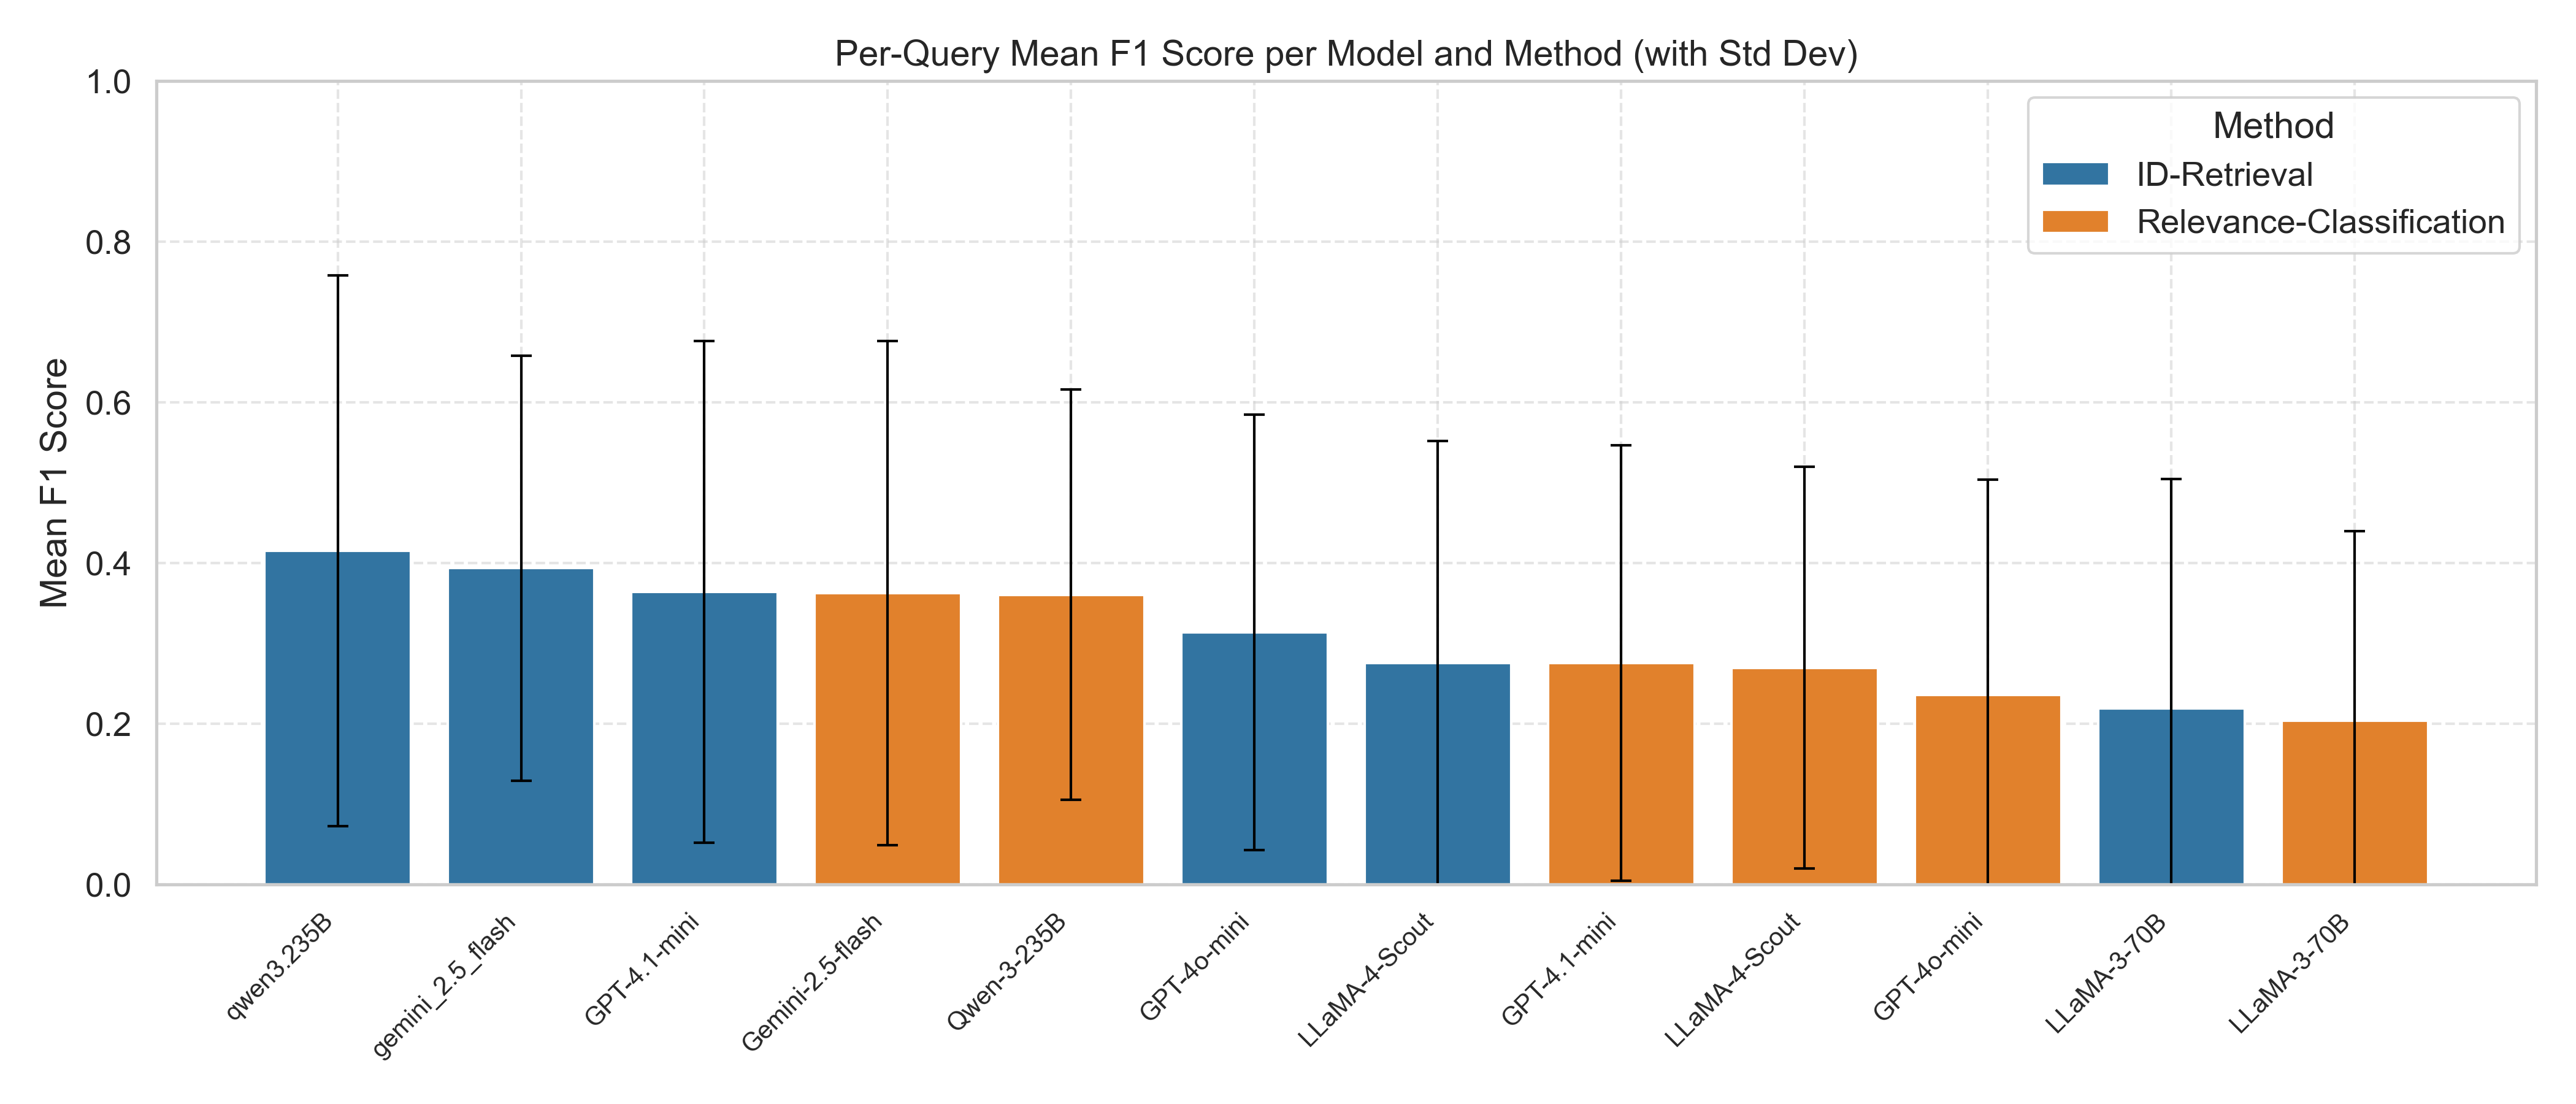 Per-Query Mean F1 Score per Model and Method (with Std Dev)
Method
ID-Retrieval
Relevance-Classification
Mean F1 Score
1.0
0.8
0.6
0.4
0.2
0.0
qwen3.235B
gemini_2.5_flash
GPT-4.1-mini
Gemini-2.5-flash
Qwen-3-235B
GPT-4o-mini
LLaMA-4-Scout
GPT-4.1-mini
LLaMA-4-Scout
GPT-4o-mini
LLaMA-3-70B
LLaMA-3-70B